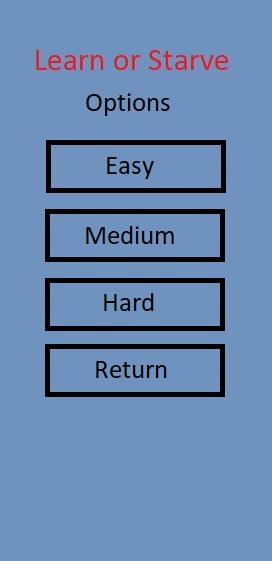 Learn or Starve
Options
Easy
Medium
Hard
Return